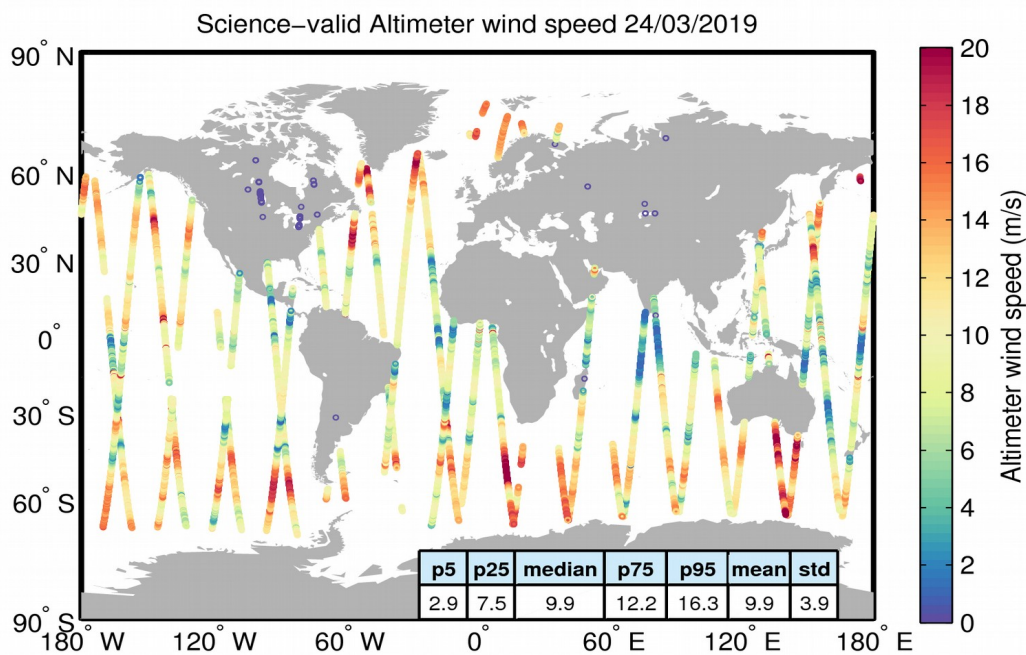 Science−valid Altimeter wind speed 24/03/2019
90° N
60° N
30° N
0°
30° S
60° S
90° S
180° W
120° W
60° W
0°
60° E
120° E
180° E
p5 p25 median p75 p95 mean std
2.9 7.5 9.9 12.2 16.3 9.9 3.9
20
18
16
14
12
10
8
6
4
2
0
Altimeter wind speed (m/s)